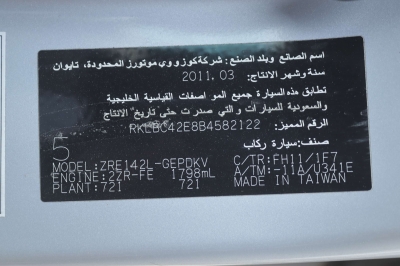 اسم الصانع وبلد الصنع : شركة كوزو وي موتورز المحدودة، تايوان
سنة وشهر الانتاج: 2011.03
تطابق هذه السيارة جميع المواصفات القياسية الخليجية
والسعودية للسيارات والتي صدرت حتى تاريخ الانتاج
الرقم المميز: RKLBC42E8B4582122
صنف: سيارة ركاب
5
MODEL:ZRE142L-GEPDKV C/TR:FH11/1F7
ENGINE:2ZR-FE 1798mL A/TM:-11A/U341E
PLANT:721 721 MADE IN TAIWAN